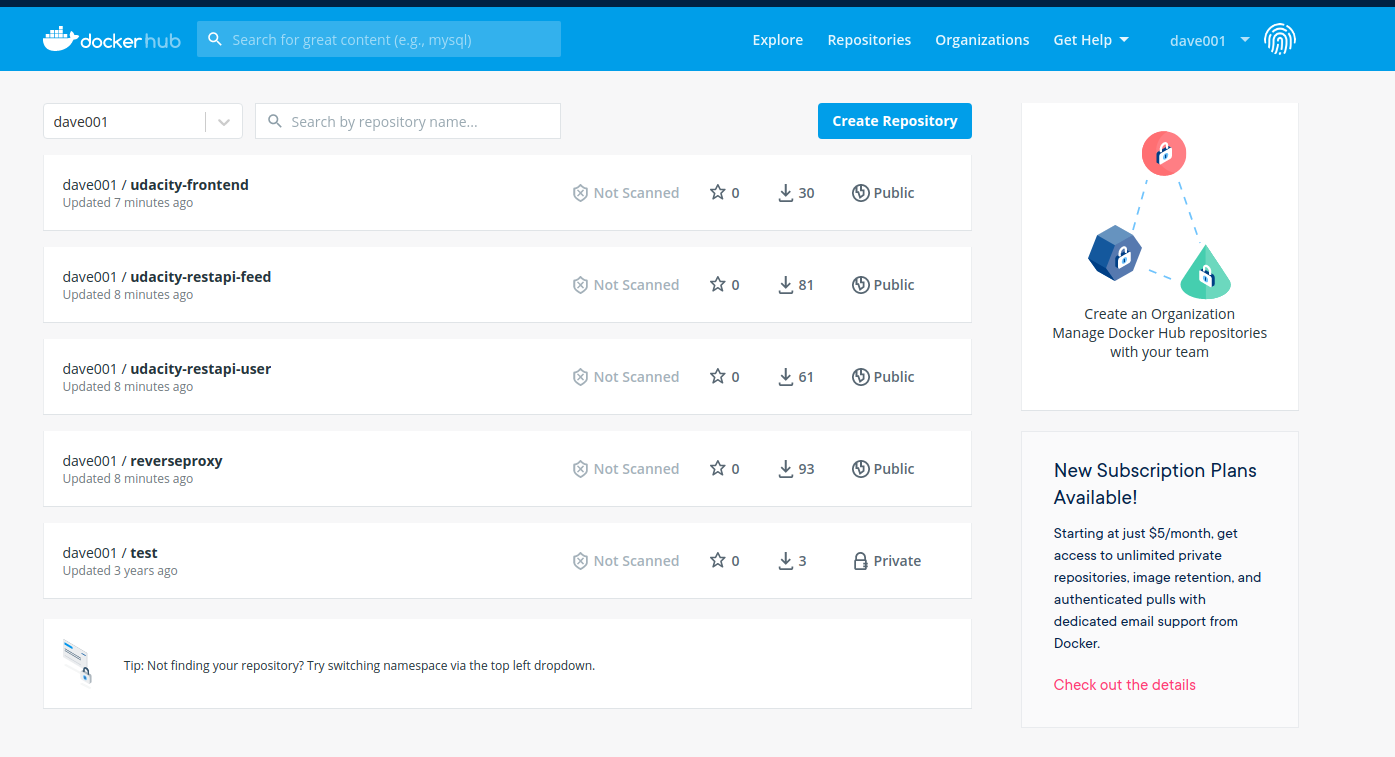 docker hub
Search for great content (e.g., mysql)
Explore
Repositories
Organizations
Get Help
dave001
dave001
Search by repository name...
Create Repository
dave001 / udacity-frontend
Updated 7 minutes ago
Not Scanned
0
30
Public
dave001 / udacity-restapi-feed
Updated 8 minutes ago
Not Scanned
0
81
Public
dave001 / udacity-restapi-user
Updated 8 minutes ago
Not Scanned
0
61
Public
dave001 / reverseproxy
Updated 8 minutes ago
Not Scanned
0
93
Public
dave001 / test
Updated 3 years ago
Not Scanned
0
3
Private
Tip: Not finding your repository? Try switching namespace via the top left dropdown.
Create an Organization
Manage Docker Hub repositories
with your team
New Subscription Plans
Available!
Starting at just $5/month, get
access to unlimited private
repositories, image retention, and
authenticated pulls with
dedicated email support from
Docker.
Check out the details